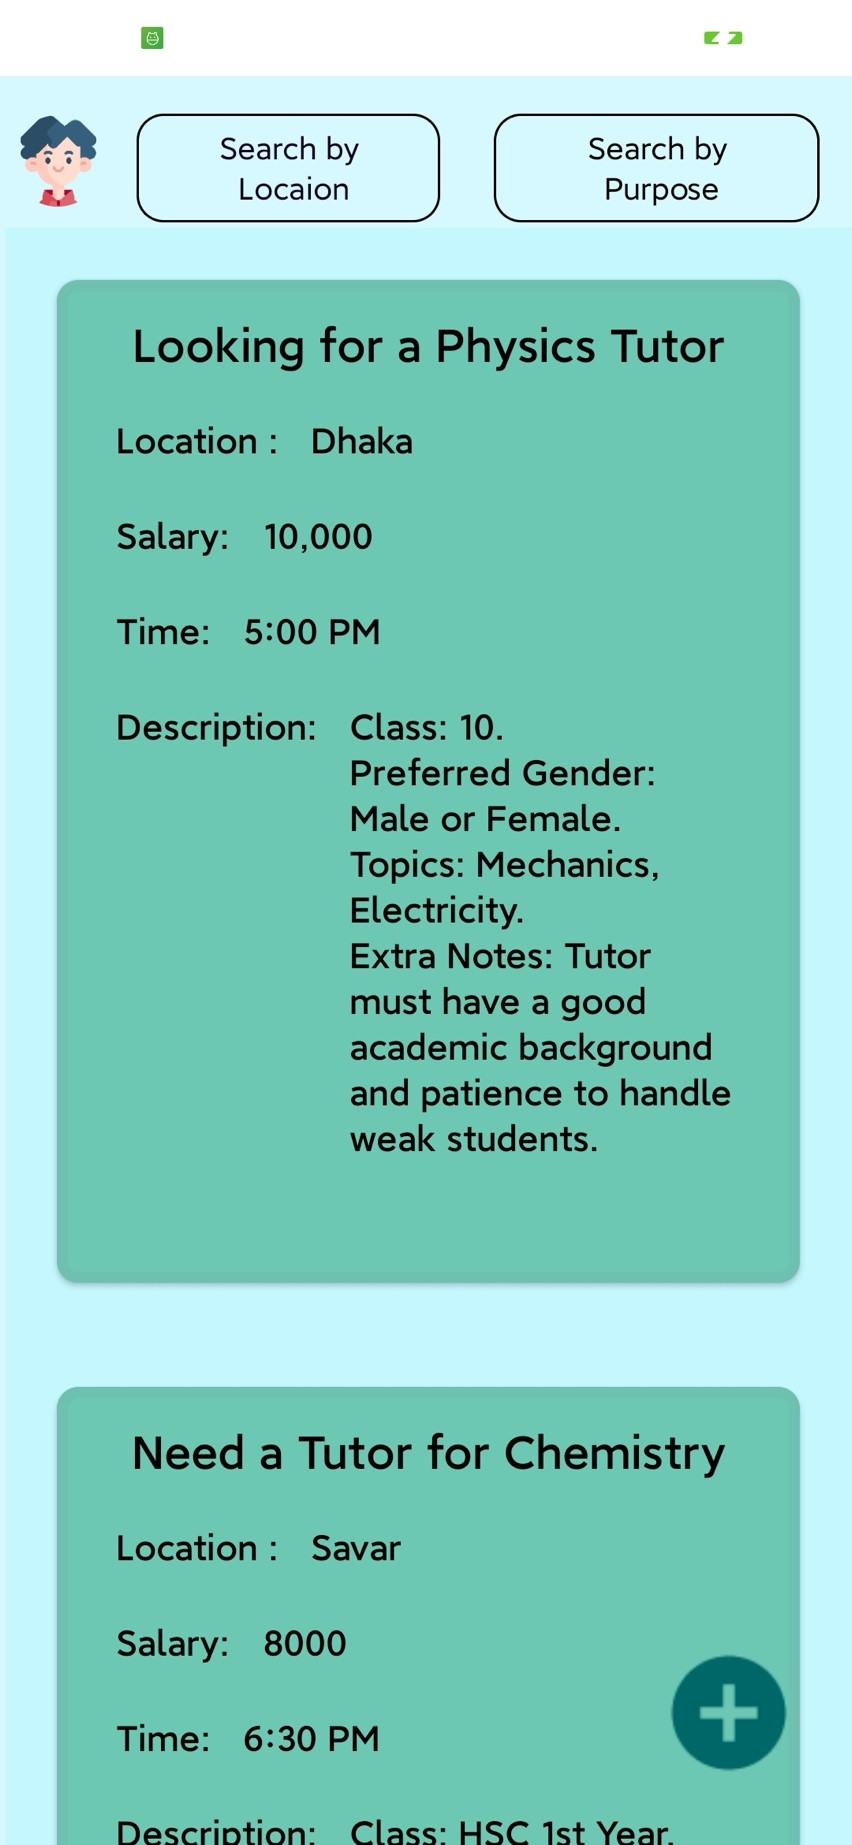 Search by
Locaion
Search by
Purpose
Looking for a Physics Tutor
Location : Dhaka
Salary: 10,000
Time: 5:00 PM
Description: Class: 10.
Preferred Gender:
Male or Female.
Topics: Mechanics,
Electricity.
Extra Notes: Tutor
must have a good
academic background
and patience to handle
weak students.
Need a Tutor for Chemistry
Location : Savar
Salary: 8000
Time: 6:30 PM
Description: Class: HSC 1st Year.